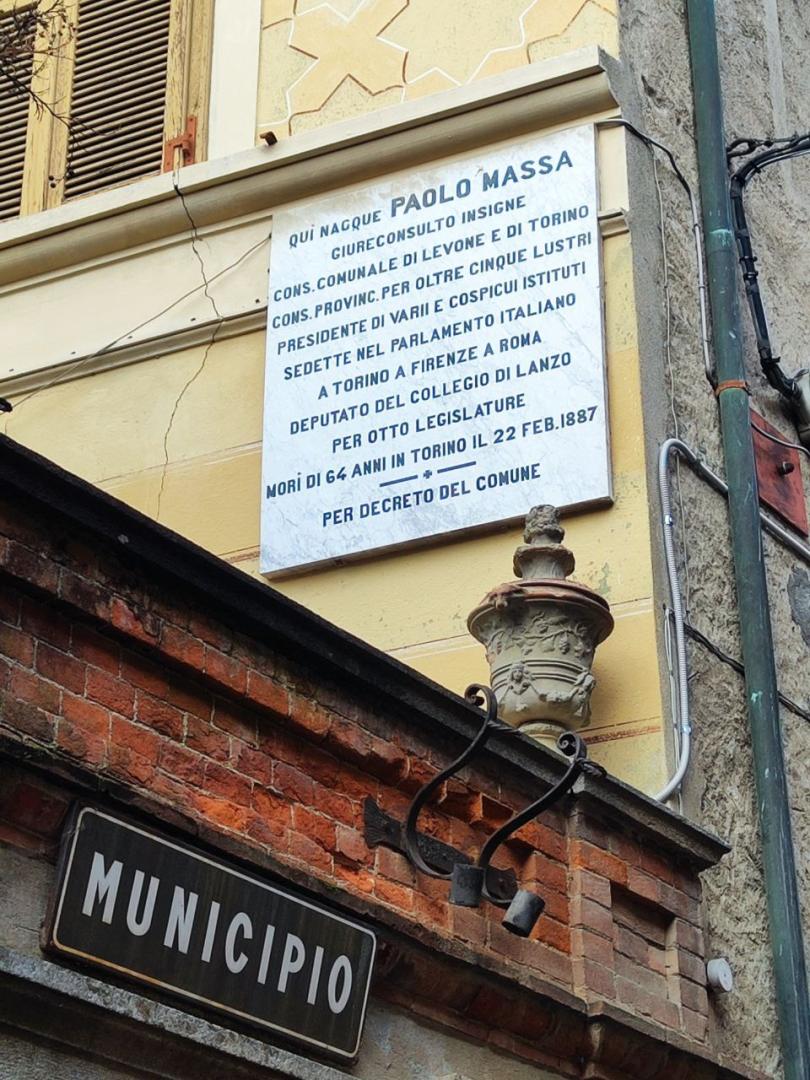 QUÌ NACQUE PAOLO MASSA
GIURECONSULTO INSIGNE
CONS. COMUNALE DI LEVONE E DI TORINO
CONS. PROVINC. PER OLTRE CINQUE LUSTRI
PRESIDENTE DI VARII E COSPICUI ISTITUTI
SEDETTE NEL PARLAMENTO ITALIANO
A TORINO A FIRENZE A ROMA
DEPUTATO DEL COLLEGIO DI LANZO
PER OTTO LEGISLATURE
MORÌ DI 64 ANNI IN TORINO IL 22 FEB. 1887
PER DECRETO DEL COMUNE
MUNICIPIO